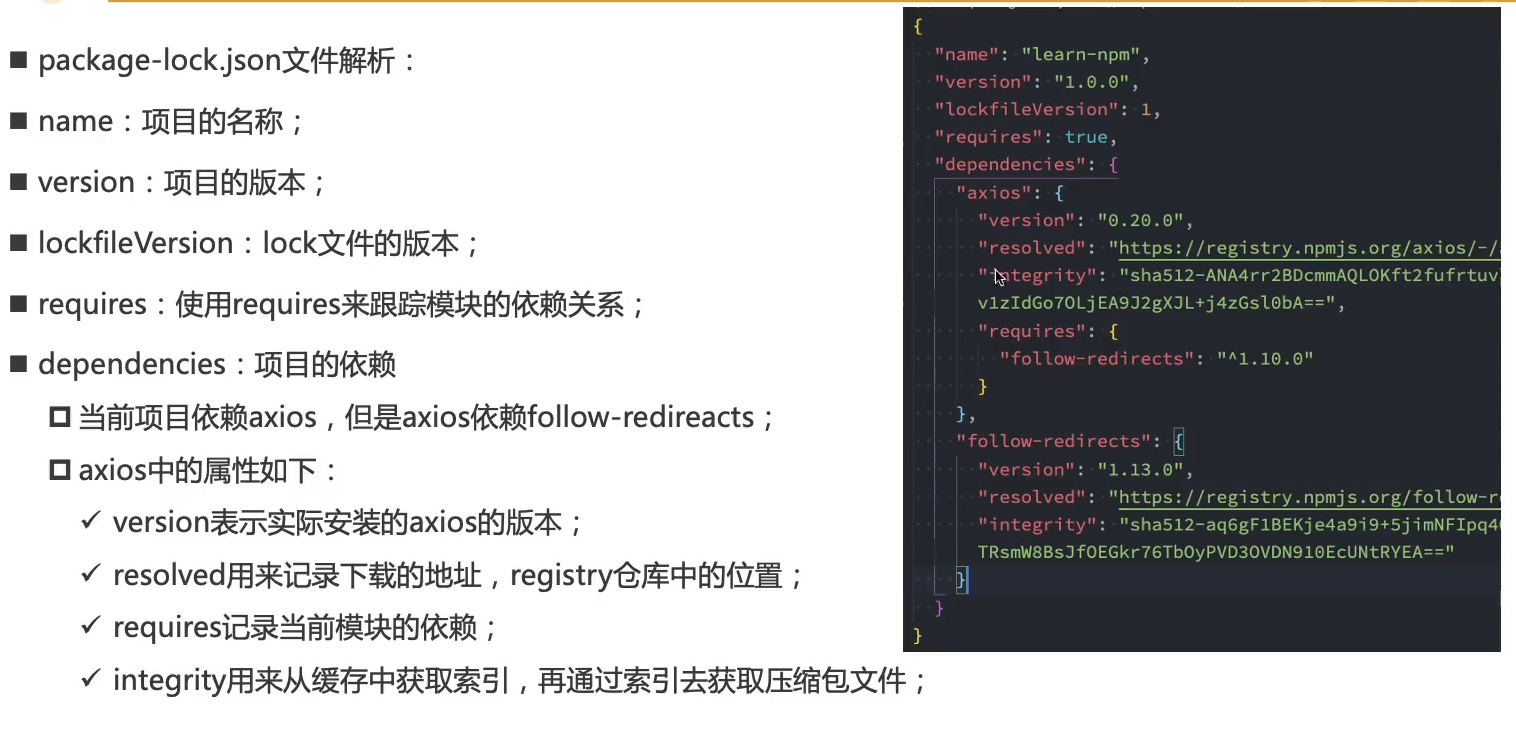 package-lock.json文件解析：
name：项目的名称；
version：项目的版本；
lockfileVersion：lock文件的版本；
requires：使用requires来跟踪模块的依赖关系；
dependencies：项目的依赖
当前项目依赖axios，但是axios依赖follow-redireacts；
axios中的属性如下：
version表示实际安装的axios的版本；
resolved用来记录下载的地址，registry仓库中的位置；
requires记录当前模块的依赖；
integrity用来从缓存中获取索引，再通过索引去获取压缩包文件；
{
"name": "learn-npm",
"version": "1.0.0",
"lockfileVersion": 1,
"requires": true,
"dependencies": {
"axios": {
"version": "0.20.0",
"resolved": "https://registry.npmjs.org/axios/-/
"integrity": "sha512-ANA4rr2BDcmmAQLOKft2fufrtuv
v1zIdGo7OLjEA9J2gXJL+j4zGsl0bA==",
"requires": {
"follow-redirects": "^1.10.0"
}
},
"follow-redirects": {
"version": "1.13.0",
"resolved": "https://registry.npmjs.org/follow-r
"integrity": "sha512-aq6gF1BEKje4a9i9+5jimNFIpq4
TRsmW8BsJfOEGkr76TbOyPVD3OVDN910EcUNtRYEA=="
}
}
}